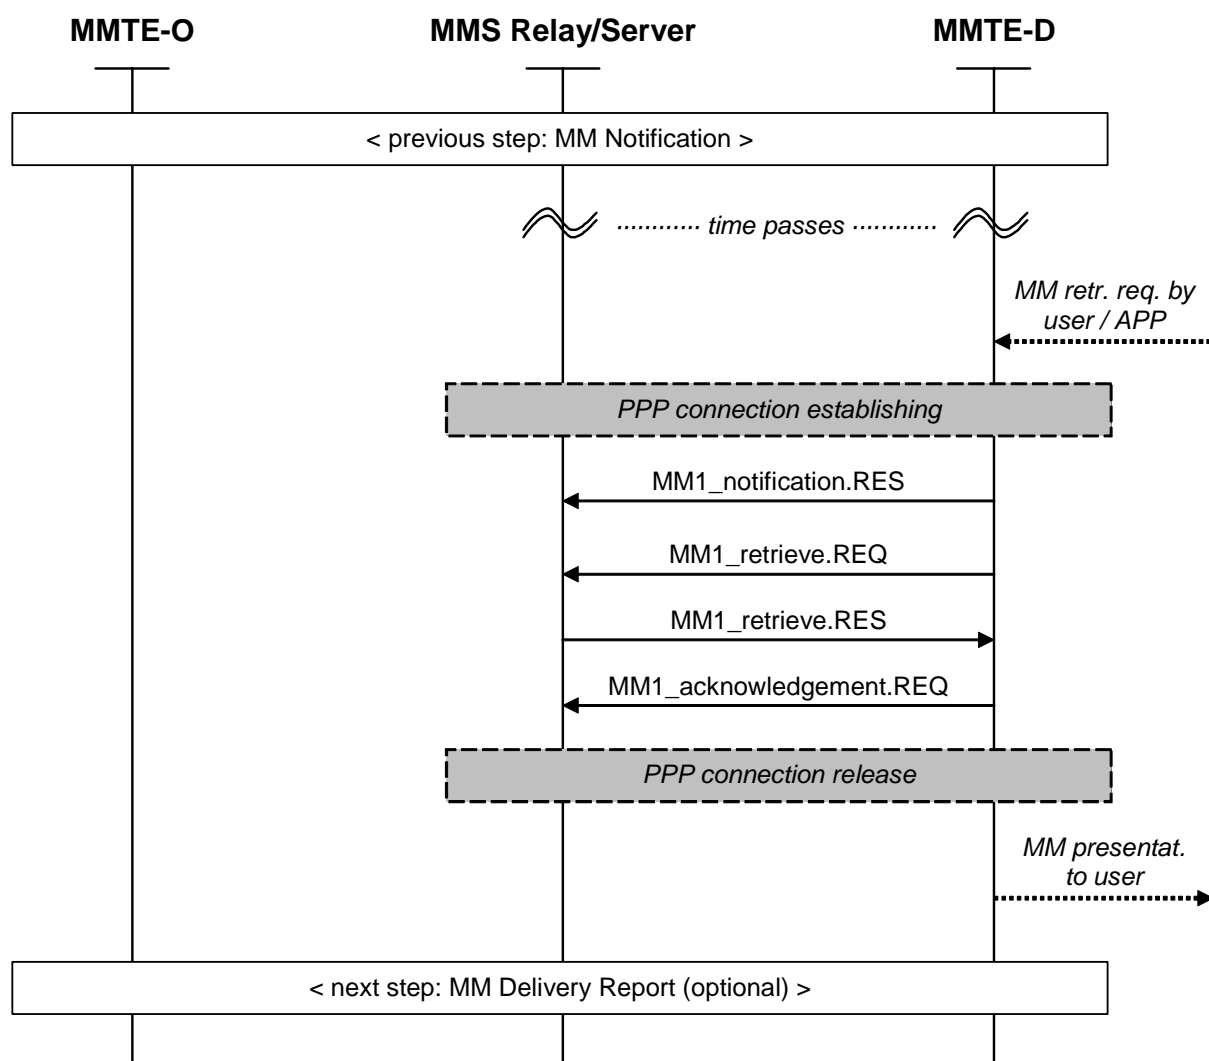 MMTE-O MMS Relay/Server MMTE-D
< previous step: MM Notification >
············ time passes ············
MM retr. req. by
user / APP
PPP connection establishing
MM1_notification.RES
MM1_retrieve.REQ
MM1_retrieve.RES
MM1_acknowledgement.REQ
PPP connection release
MM presentat.
to user
< next step: MM Delivery Report (optional) >